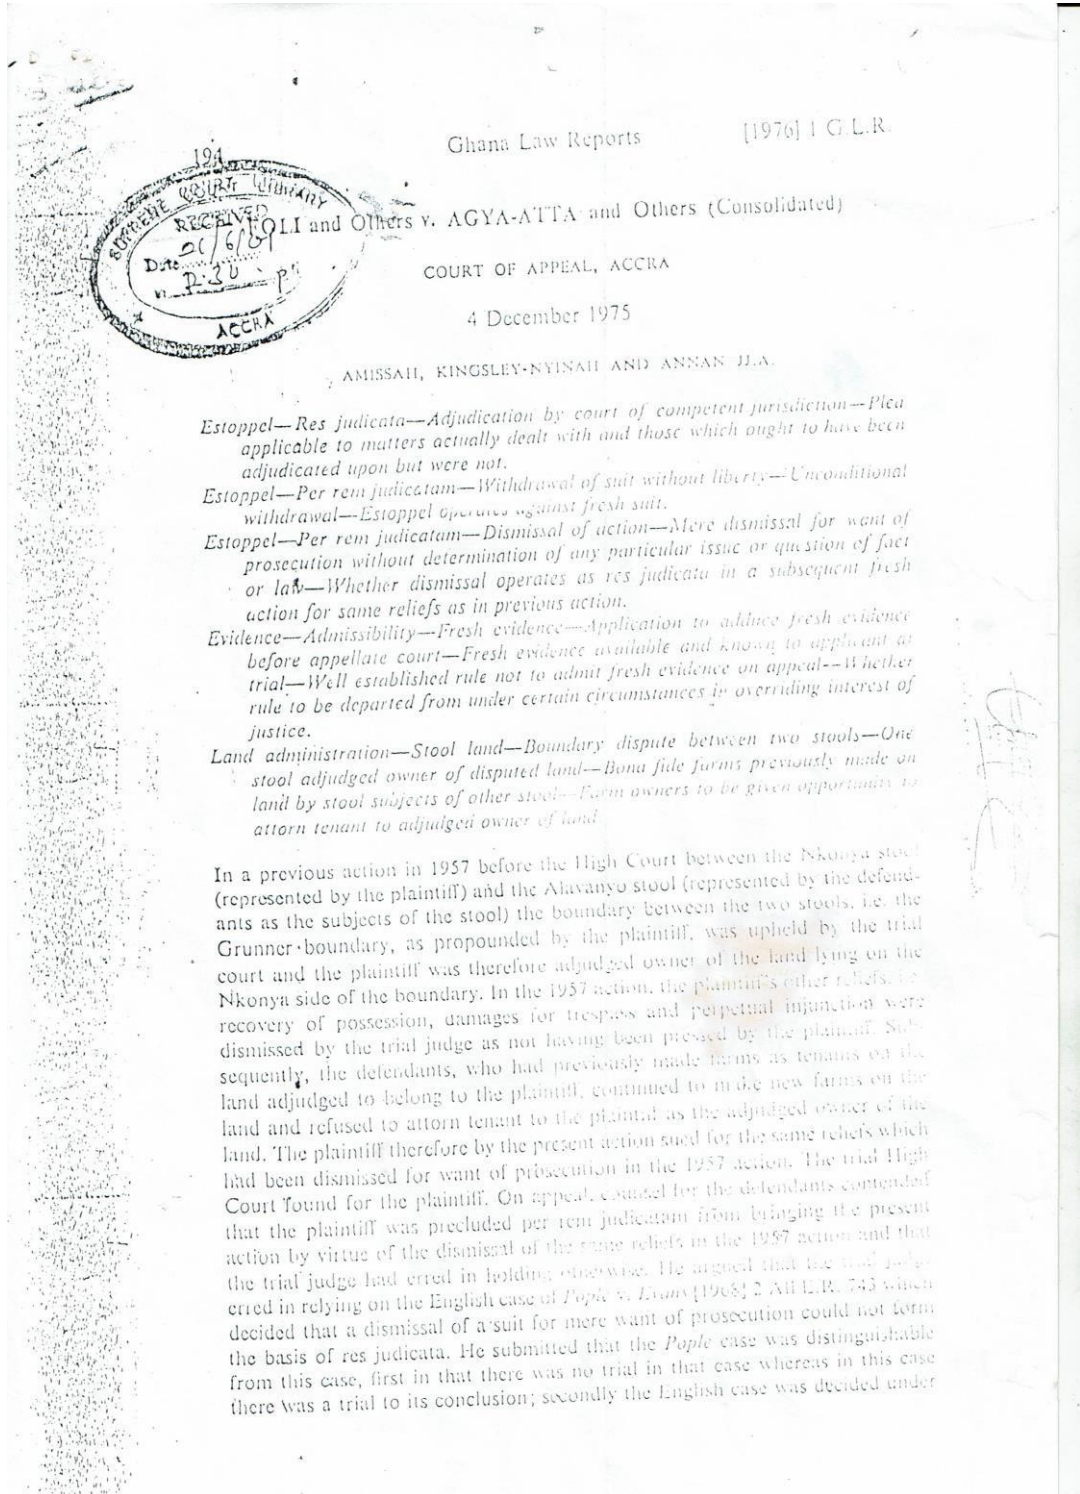 Ghana Law Reports [1976] 1 G.L.R.
194
SUPREME COURT LIBRARY
RECEIVED
FOLI and Others v. AGYA-ATTA and Others (Consolidated)
Date
ACCRA
COURT OF APPEAL, ACCRA
4 December 1975
AMISSAH, KINGSLEY-NYINAH AND ANNAN JJ.A.
Estoppel—Res judicata—Adjudication by court of competent jurisdiction—Plea
applicable to matters actually dealt with and those which ought to have been
adjudicated upon but were not.
Estoppel—Per rem judicatam—Withdrawal of suit without liberty—Unconditional
withdrawal—Estoppel operates against fresh suit.
Estoppel—Per rem judicatam—Dismissal of action—Mere dismissal for want of
prosecution without determination of any particular issue or question of fact
or law—Whether dismissal operates as res judicata in a subsequent fresh
action for same reliefs as in previous action.
Evidence—Admissibility—Fresh evidence—Application to adduce fresh evidence
before appellate court—Fresh evidence available and known to applicant at
trial—Well established rule not to admit fresh evidence on appeal—Whether
rule to be departed from under certain circumstances in overriding interest of
justice.
Land administration—Stool land—Boundary dispute between two stools—One
stool adjudged owner of disputed land—Bona fide farms previously made on
land by stool subjects of other stool—Farm owners to be given opportunity to
attorn tenant to adjudged owner of land.
In a previous action in 1957 before the High Court between the Nkonya stool
(represented by the plaintiff) and the Alavanyo stool (represented by the defend-
ants as the subjects of the stool) the boundary between the two stools, i.e. the
Grunner boundary, as propounded by the plaintiff, was upheld by the trial
court and the plaintiff was therefore adjudged owner of the land lying on the
Nkonya side of the boundary. In the 1957 action, the plaintiff's other reliefs,
recovery of possession, damages for trespass and perpetual injunction were
dismissed by the trial judge as not having been pressed by the plaintiff. Sub-
sequently, the defendants, who had previously made farms as tenants on the
land adjudged to belong to the plaintiff, continued to make new farms on the
land and refused to attorn tenant to the plaintiff as the adjudged owner of the
land. The plaintiff therefore by the present action sued for the same reliefs which
had been dismissed for want of prosecution in the 1957 action. The trial High
Court found for the plaintiff. On appeal, counsel for the defendants contended
that the plaintiff was precluded per rem judicatam from bringing the present
action by virtue of the dismissal of the same reliefs in the 1957 action and that
the trial judge had erred in holding otherwise. He argued that the trial judge
erred in relying on the English case of Pople v. Evans [1968] 2 All E.R. 743 which
decided that a dismissal of a suit for mere want of prosecution could not form
the basis of res judicata. He submitted that the Pople case was distinguishable
from this case, first in that there was no trial in that case whereas in this case
there was a trial to its conclusion; secondly the English case was decided under